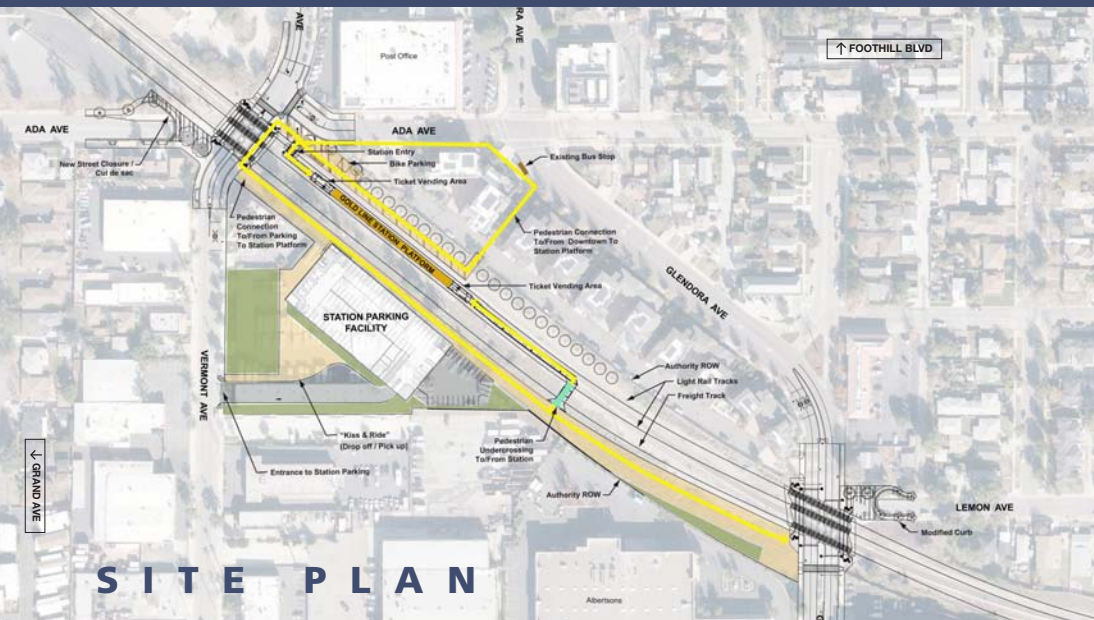 AVE
RA AVE
↑ FOOTHILL BLVD
Post Office
ADA AVE
ADA AVE
New Street Closure /
Cul de sac
Station Entry
Bike Parking
Ticket Vending Area
Existing Bus Stop
Pedestrian
Connection
To/From Parking
To Station Platform
GOLD LINE STATION PLATFORM
Pedestrian Connection
To/From Downtown To
Station Platform
Ticket Vending Area
GLENDORA AVE
STATION PARKING
FACILITY
VERMONT AVE
Authority ROW
Light Rail Tracks
Freight Track
"Kiss & Ride"
(Drop off / Pick up)
Pedestrian
Undercrossing
To/From Station
Entrance to Station Parking
Authority ROW
← GRAND AVE
LEMON AVE
Modified Curb
Albertsons
SITE PLAN